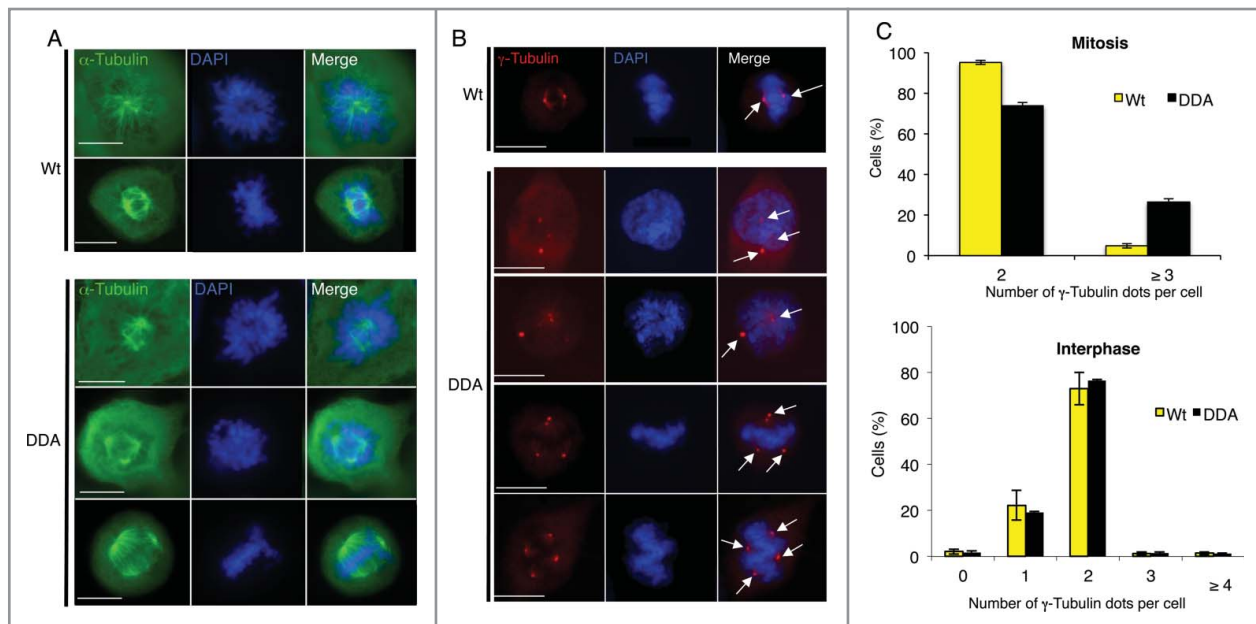 A
α-Tubulin DAPI Merge
Wt
α-Tubulin DAPI Merge
DDA
B
γ-Tubulin DAPI Merge
Wt
DDA
C
Mitosis
Wt DDA
Cells (%)
100
80
60
40
20
0
2 ≥ 3
Number of γ-Tubulin dots per cell
Interphase
Wt DDA
Cells (%)
100
80
60
40
20
0
0 1 2 3 ≥ 4
Number of γ-Tubulin dots per cell